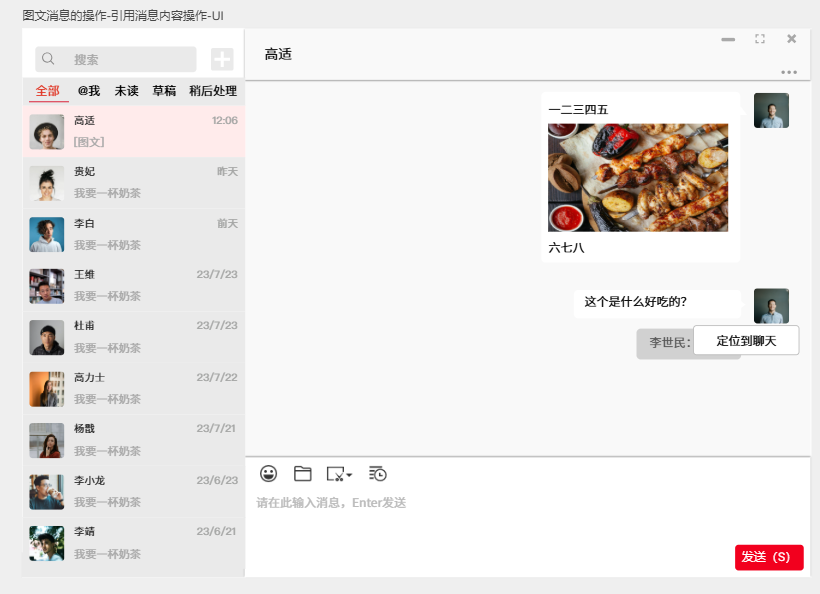 图文消息的操作-引用消息内容操作-UI
搜索
全部 @我 未读 草稿 稍后处理
高适 12:06
[图文]
贵妃 昨天
我要一杯奶茶
李白 前天
我要一杯奶茶
王维 23/7/23
我要一杯奶茶
杜甫 23/7/23
我要一杯奶茶
高力士 23/7/22
我要一杯奶茶
杨戬 23/7/21
我要一杯奶茶
李小龙 23/6/23
我要一杯奶茶
李靖 23/6/21
我要一杯奶茶
高适
一二三四五
六七八
这个是什么好吃的?
李世民:
定位到聊天
请在此输入消息，Enter发送
发送（S）